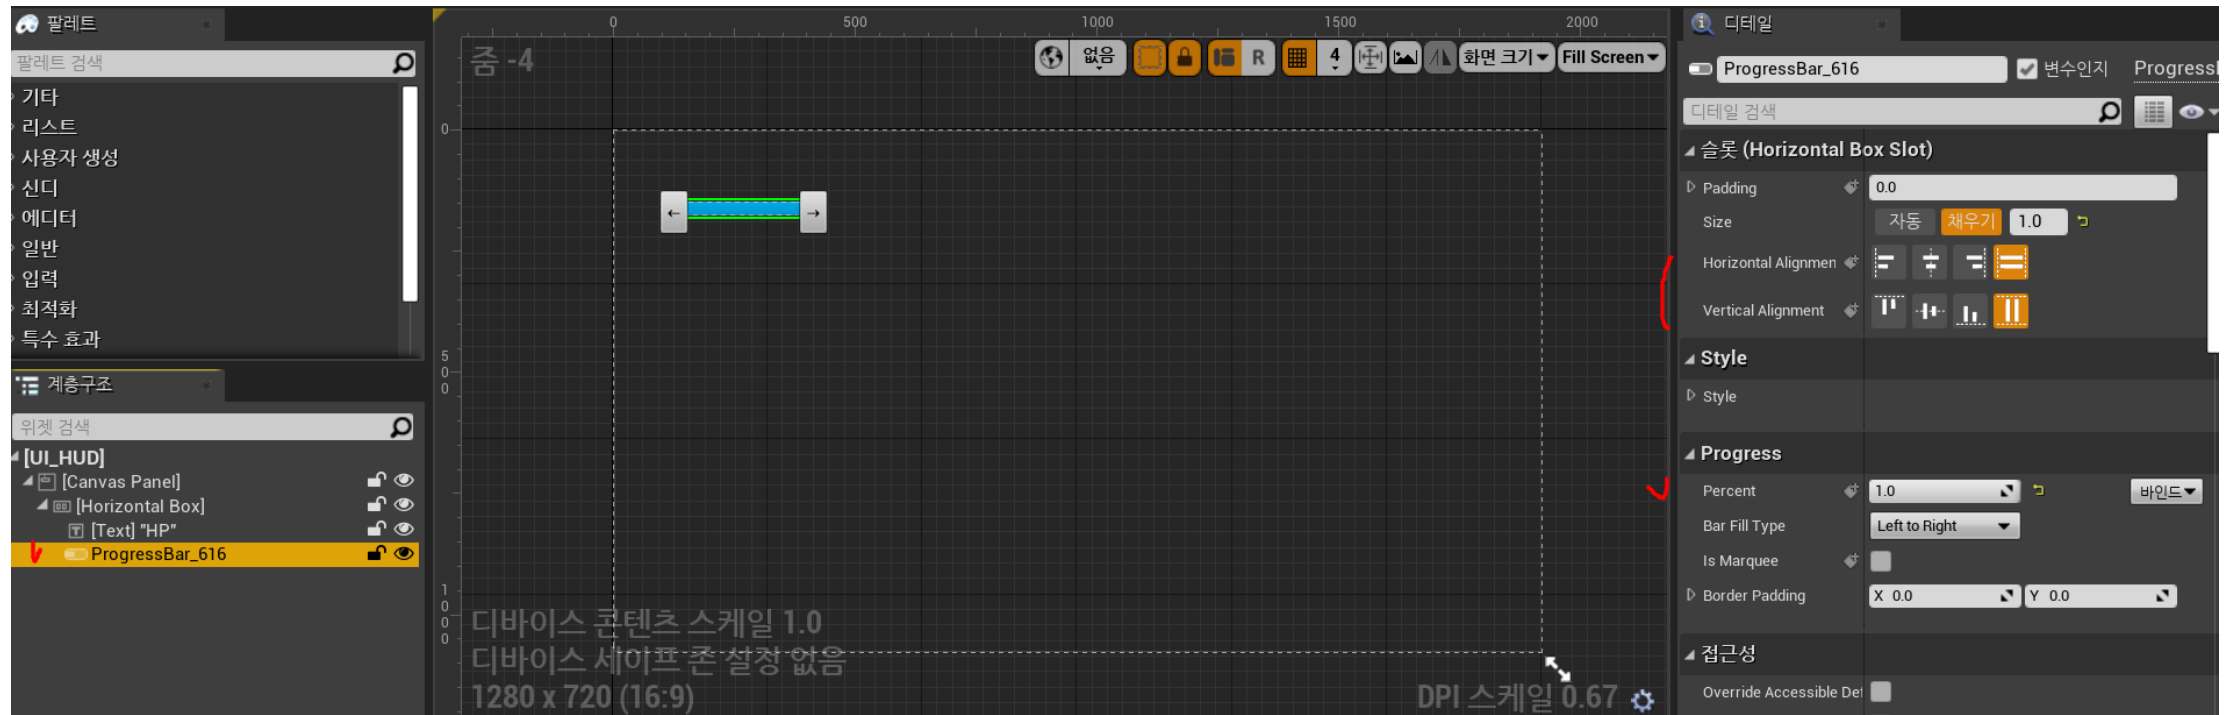 팔레트
팔레트 검색
기타
리스트
사용자 생성
신디
에디터
일반
입력
최적화
특수 효과
계층구조
위젯 검색
[UI_HUD]
[Canvas Panel]
[Horizontal Box]
[Text] "HP"
ProgressBar_616
0 500 1000 1500 2000
줌 -4
없음
R
4
화면 크기
Fill Screen
0
500
1000
← →
디바이스 콘텐츠 스케일 1.0
디바이스 세이프 존 설정 없음
1280 x 720 (16:9)
DPI 스케일 0.67
디테일
ProgressBar_616 변수인지 Progress
디테일 검색
슬롯 (Horizontal Box Slot)
Padding 0.0
Size 자동 채우기 1.0
Horizontal Alignmen
Vertical Alignment
Style
Style
Progress
Percent 1.0 바인드
Bar Fill Type Left to Right
Is Marquee
Border Padding X 0.0 Y 0.0
접근성
Override Accessible Def